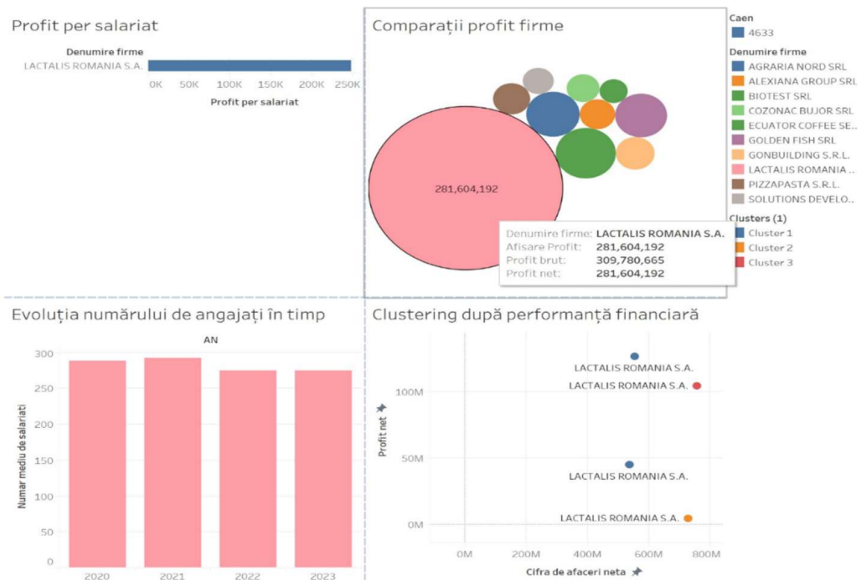 Profit per salariat
Denumire firme
LACTALIS ROMANIA S.A.
0K 50K 100K 150K 200K 250K
Profit per salariat
Comparații profit firme
281,604,192
Denumire firme: LACTALIS ROMANIA S.A.
Afisare Profit: 281,604,192
Profit brut: 309,780,665
Profit net: 281,604,192
Caen
4633
Denumire firme
AGRARIA NORD SRL
ALEXIANA GROUP SRL
BIOTEST SRL
COZONAC BUJOR SRL
ECUATOR COFFEE SE..
GOLDEN FISH SRL
GONBUILDING S.R.L.
LACTALIS ROMANIA ..
PIZZAPASTA S.R.L.
SOLUTIONS DEVELO..
Clusters (1)
Cluster 1
Cluster 2
Cluster 3
Evoluția numărului de angajați în timp
AN
Numar mediu de salariati
300
250
200
150
100
50
0
2020 2021 2022 2023
Clustering după performanță financiară
Profit net
100M
50M
0M
LACTALIS ROMANIA S.A.
LACTALIS ROMANIA S.A.
LACTALIS ROMANIA S.A.
LACTALIS ROMANIA S.A.
0M 200M 400M 600M 800M
Cifra de afaceri neta